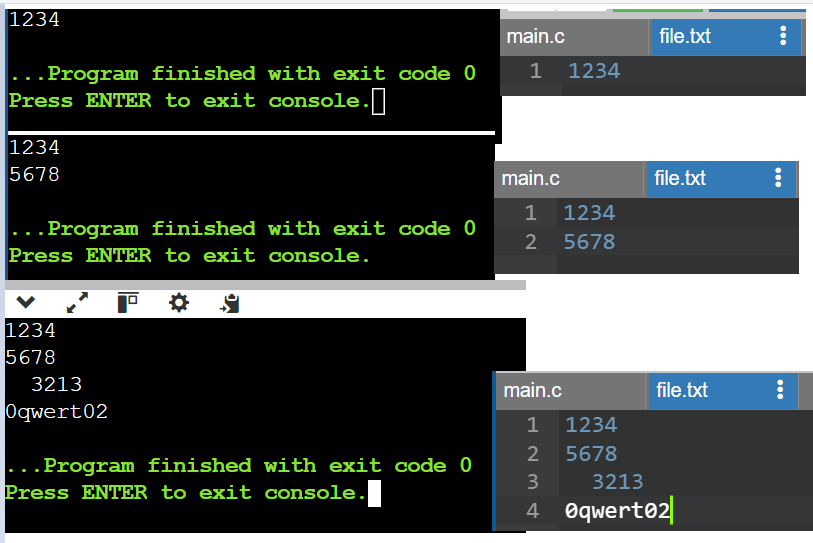 1234
...Program finished with exit code 0
Press ENTER to exit console.
main.c file.txt
1 1234
1234
5678
...Program finished with exit code 0
Press ENTER to exit console.
main.c file.txt
1 1234
2 5678
1234
5678
  3213
0qwert02
...Program finished with exit code 0
Press ENTER to exit console.
main.c file.txt
1 1234
2 5678
3   3213
4 0qwert02